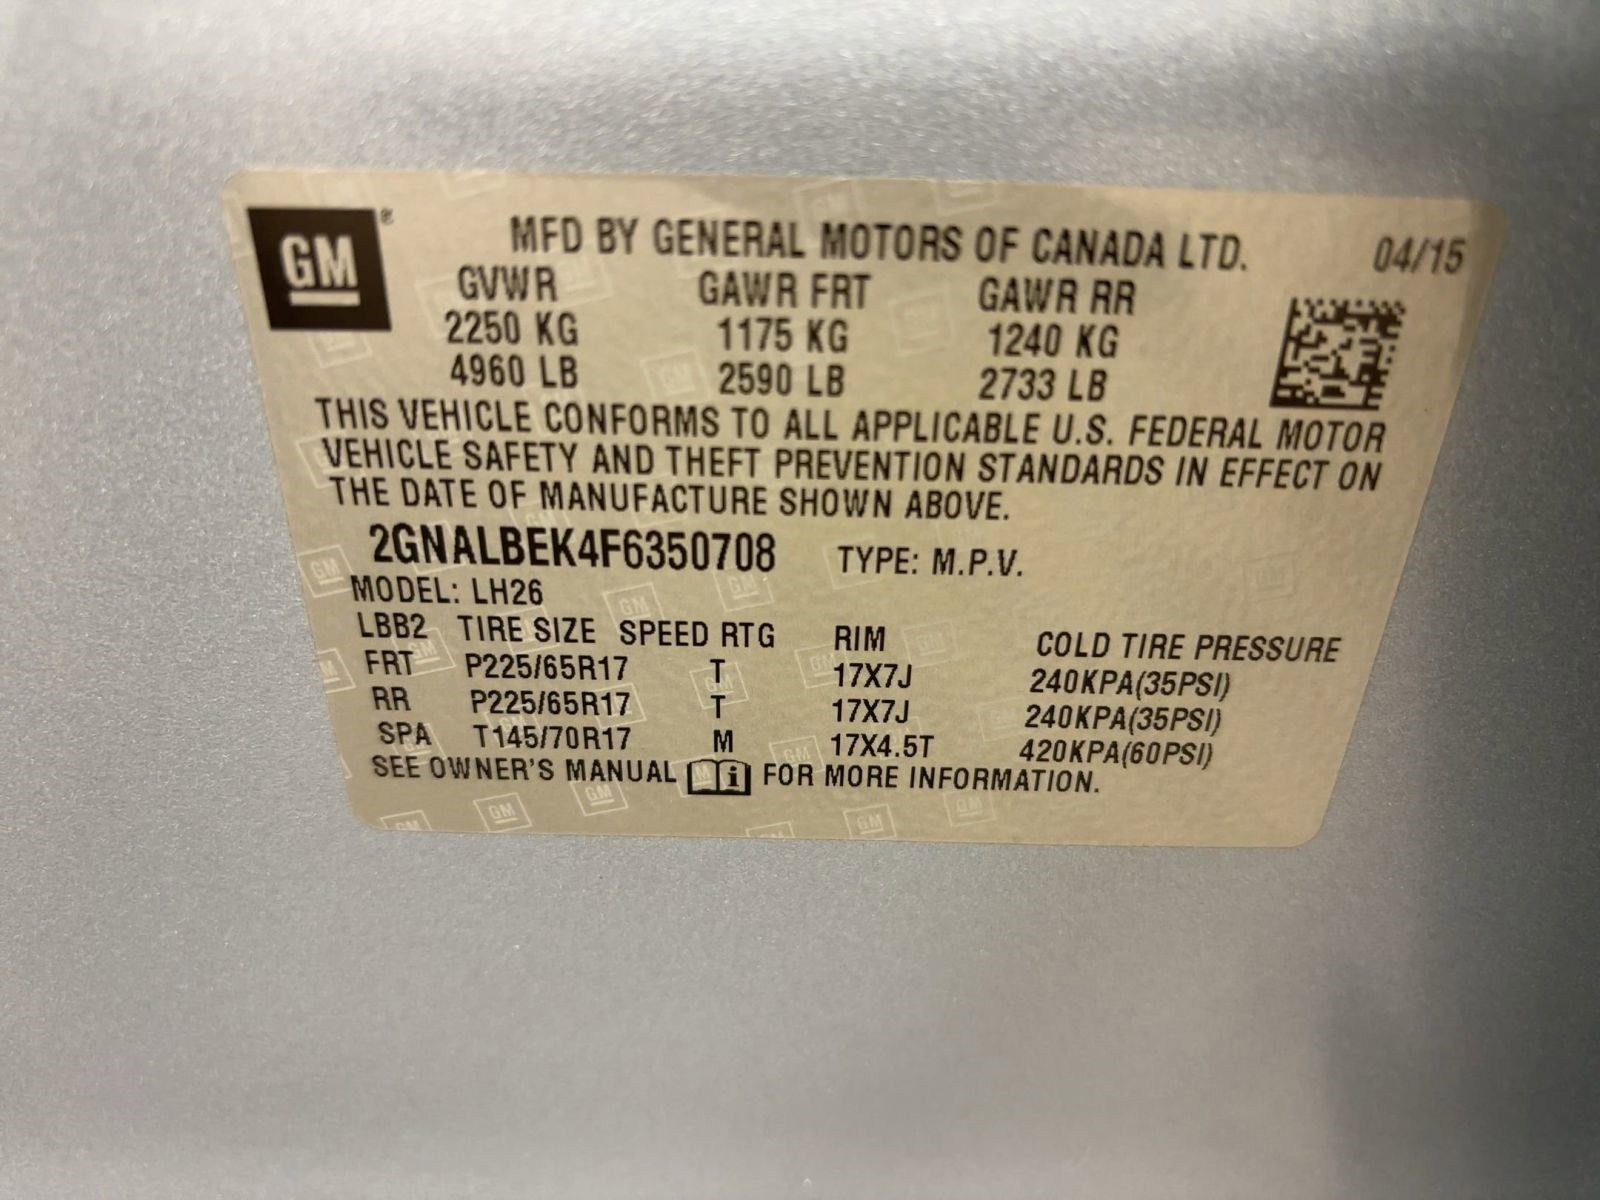 GM ® MFD BY GENERAL MOTORS OF CANADA LTD. 04/15
GVWR GAWR FRT GAWR RR
2250 KG 1175 KG 1240 KG
4960 LB 2590 LB 2733 LB
THIS VEHICLE CONFORMS TO ALL APPLICABLE U.S. FEDERAL MOTOR
VEHICLE SAFETY AND THEFT PREVENTION STANDARDS IN EFFECT ON
THE DATE OF MANUFACTURE SHOWN ABOVE.
2GNALBEK4F6350708 TYPE: M.P.V.
MODEL: LH26
LBB2 TIRE SIZE SPEED RTG RIM COLD TIRE PRESSURE
FRT P225/65R17 T 17X7J 240KPA(35PSI)
RR P225/65R17 T 17X7J 240KPA(35PSI)
SPA T145/70R17 M 17X4.5T 420KPA(60PSI)
SEE OWNER'S MANUAL i FOR MORE INFORMATION.